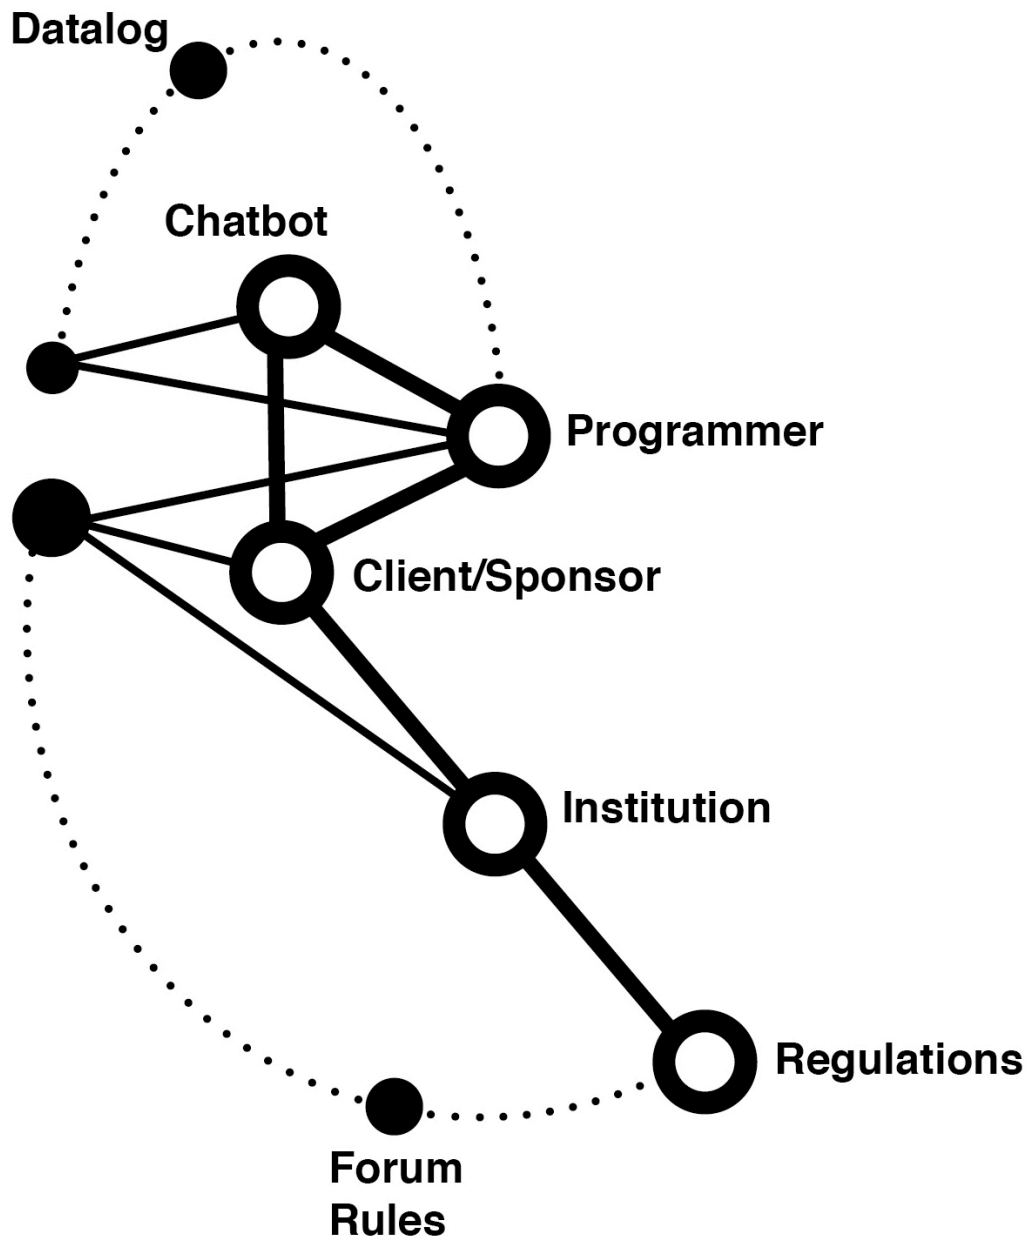 Datalog
Chatbot
Programmer
Client/Sponsor
Institution
Regulations
Forum
Rules